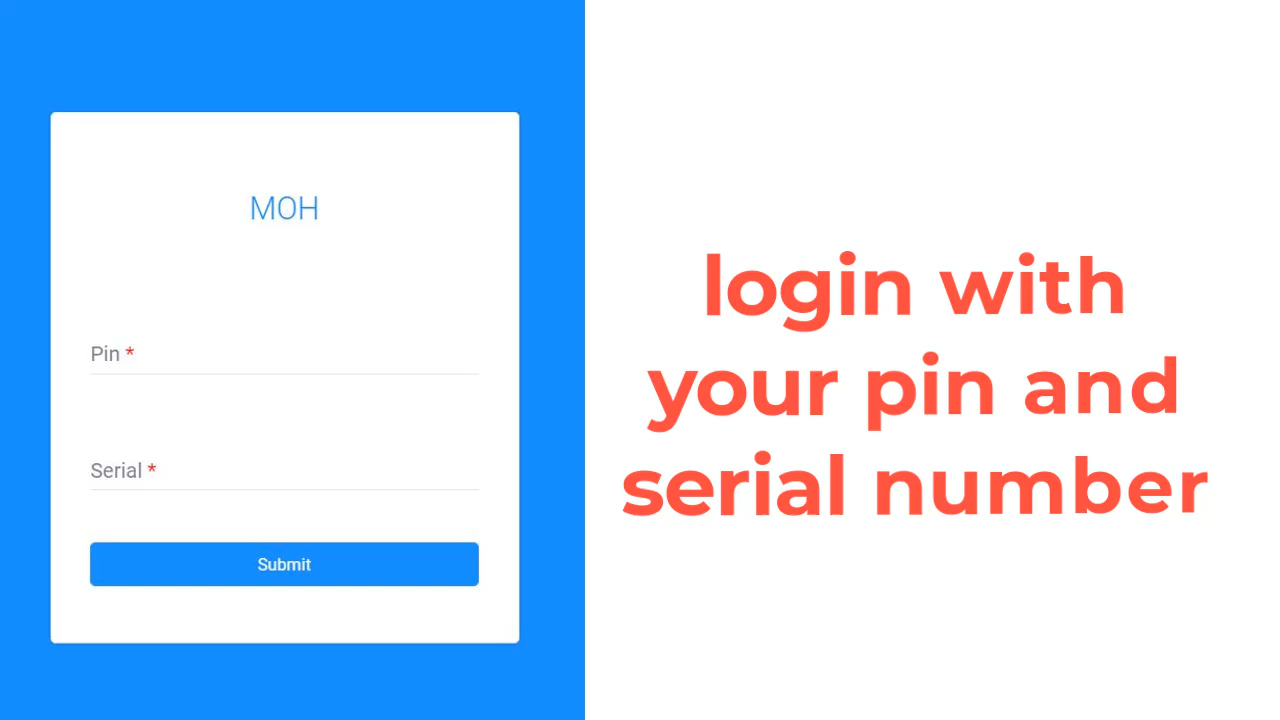 MOH
Pin *
Serial *
Submit
login with
your pin and
serial number